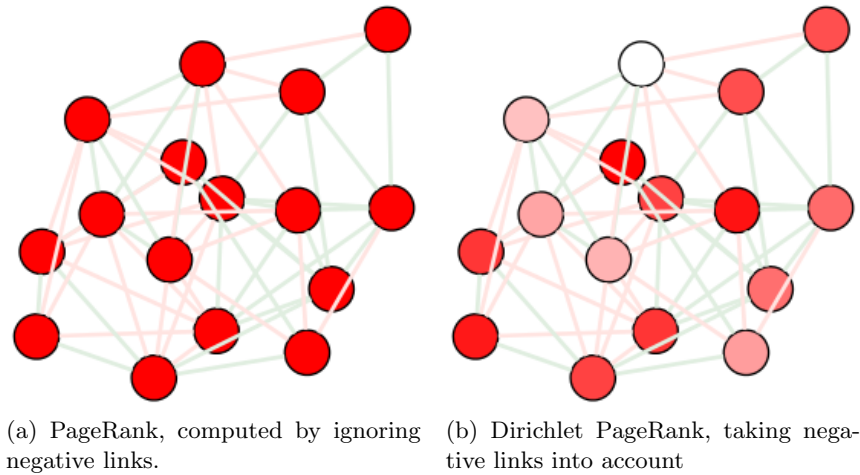 (a) PageRank, computed by ignoring
negative links.
(b) Dirichlet PageRank, taking nega-
tive links into account